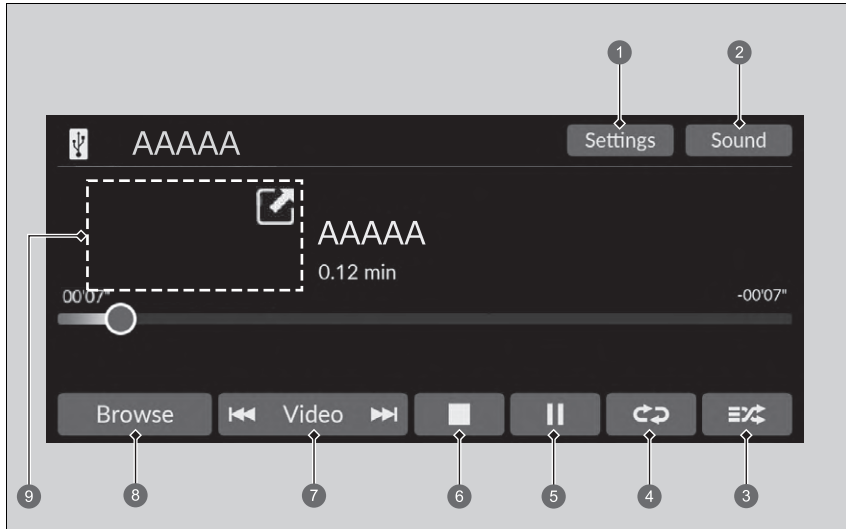 1 2
AAAAA Settings Sound
AAAAA
9
0.12 min
00'07" -00'07"
Browse Video
8 7 6 5 4 3